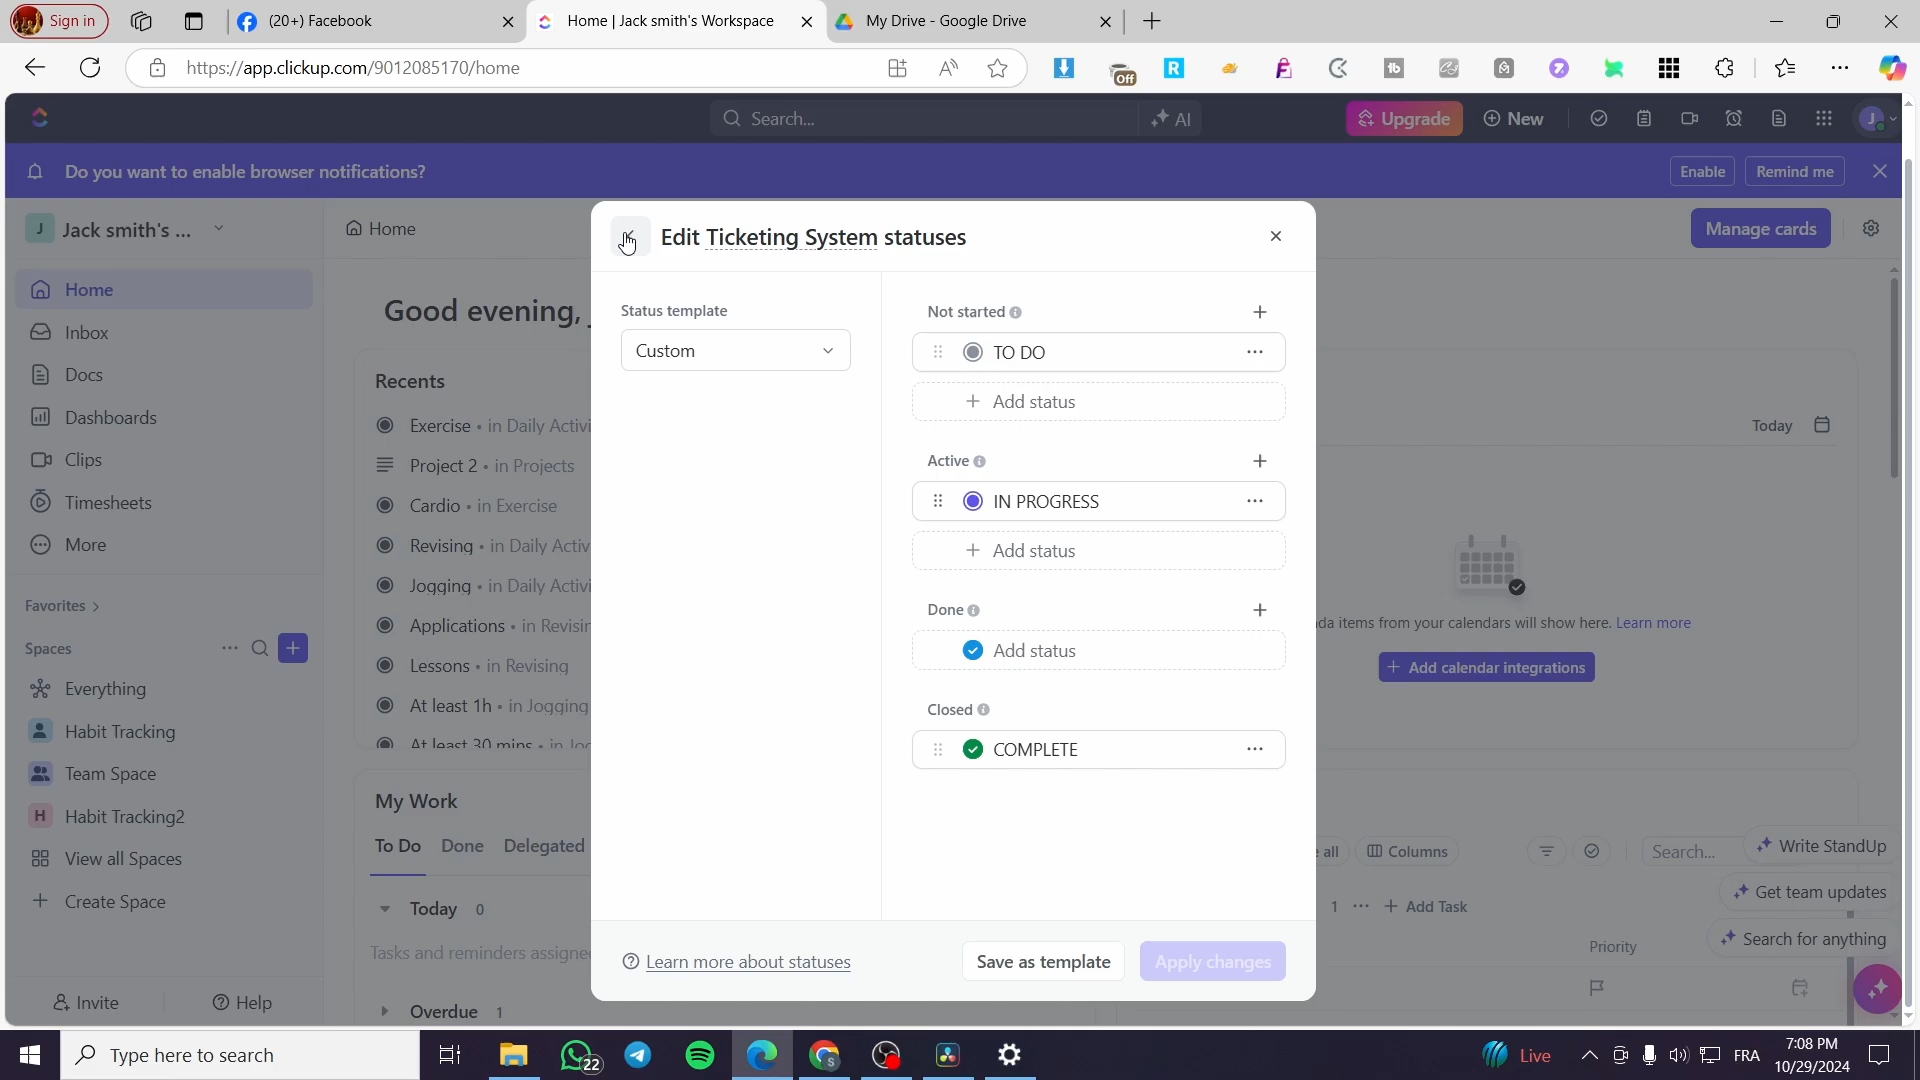 Sign in
(20+) Facebook
Home | Jack smith's Workspace
My Drive - Google Drive
https://app.clickup.com/9012085170/home
Off
Search...
AI
Upgrade
New
J
Do you want to enable browser notifications?
Enable
Remind me
J
Jack smith's ...
Home
Manage cards
Home
Inbox
Docs
Dashboards
Clips
Timesheets
More
Favorites
Spaces
Everything
Habit Tracking
Team Space
H
Habit Tracking2
View all Spaces
Create Space
Invite
Help
Good evening,
Recents
Exercise • in Daily Activi
Project 2 • in Projects
Cardio • in Exercise
Revising • in Daily Activ
Jogging • in Daily Activi
Applications • in Revisin
Lessons • in Revising
At least 1h • in Jogging
At least 30 mins • in Jog
My Work
To Do
Done
Delegated
Today 0
Tasks and reminders assigne
Overdue 1
Edit Ticketing System statuses
Status template
Custom
Not started
TO DO
Add status
Active
IN PROGRESS
Add status
Done
Add status
Closed
COMPLETE
Learn more about statuses
Save as template
Apply changes
Today
da items from your calendars will show here. Learn more
Add calendar integrations
e all
Columns
Search...
Write StandUp
Get team updates
1 ... + Add Task
Search for anything
Priority
Type here to search
22
Live
FRA
7:08 PM
10/29/2024